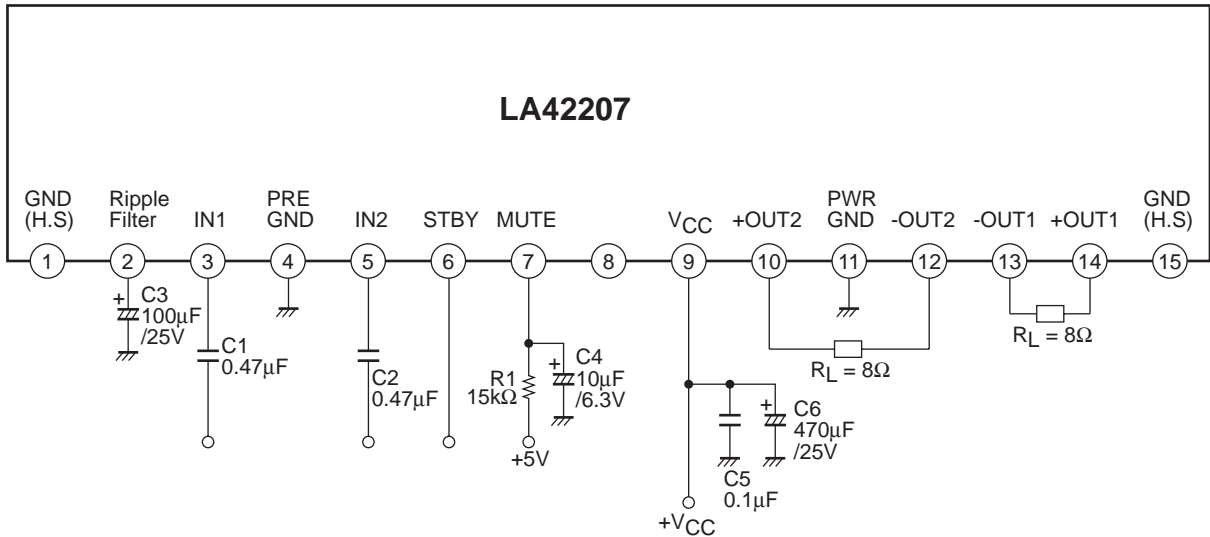 LA42207
GND
(H.S)
Ripple
Filter
IN1
PRE
GND
IN2
STBY
MUTE
VCC
+OUT2
PWR
GND
-OUT2
-OUT1
+OUT1
GND
(H.S)
1
2
3
4
5
6
7
8
9
10
11
12
13
14
15
+
C3
100μF
/25V
C1
0.47μF
C2
0.47μF
R1
15kΩ
+5V
+
C4
10μF
/6.3V
RL = 8Ω
RL = 8Ω
C5
0.1μF
+
C6
470μF
/25V
+VCC